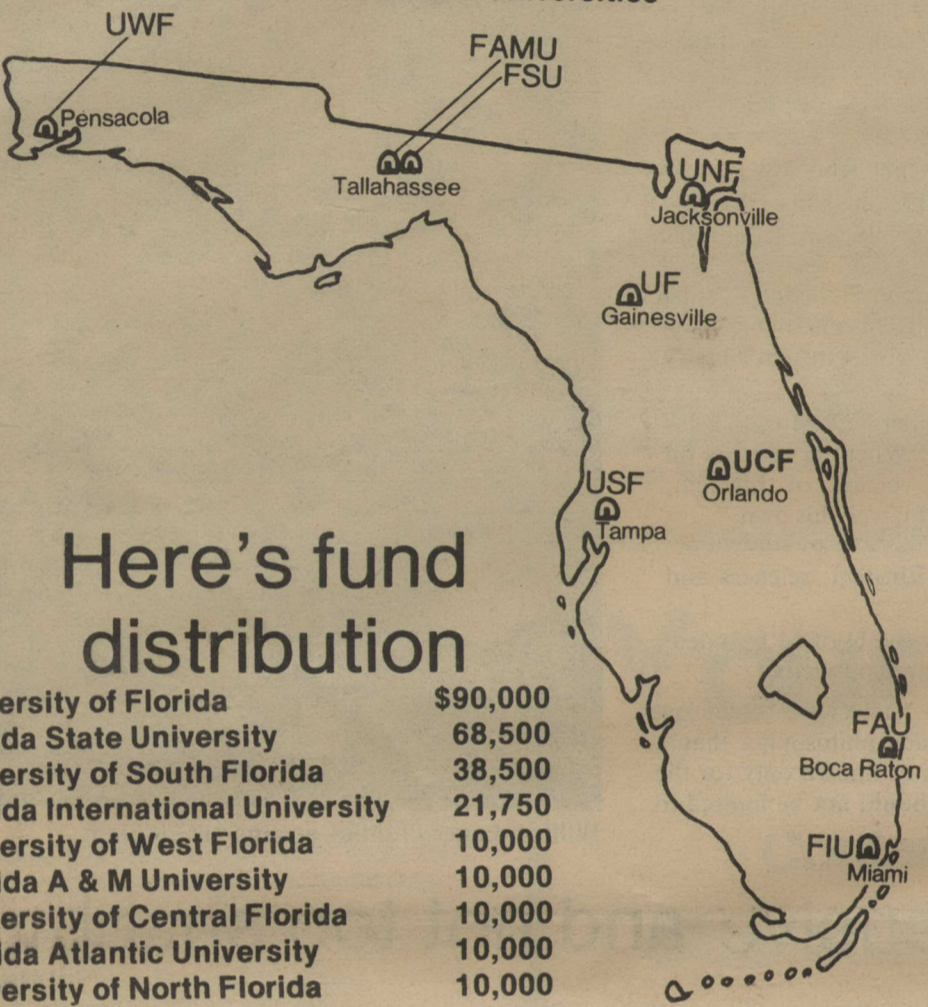 UWF
FAMU
FSU
Pensacola
Tallahassee
UNF
Jacksonville
UF
Gainesville
UCF
Orlando
USF
Tampa
Here's fund
distribution
ersity of Florida $90,000
da State University 68,500
ersity of South Florida 38,500
da International University 21,750
ersity of West Florida 10,000
ida A & M University 10,000
ersity of Central Florida 10,000
ida Atlantic University 10,000
ersity of North Florida 10,000
FAU
Boca Raton
FIU
Miami